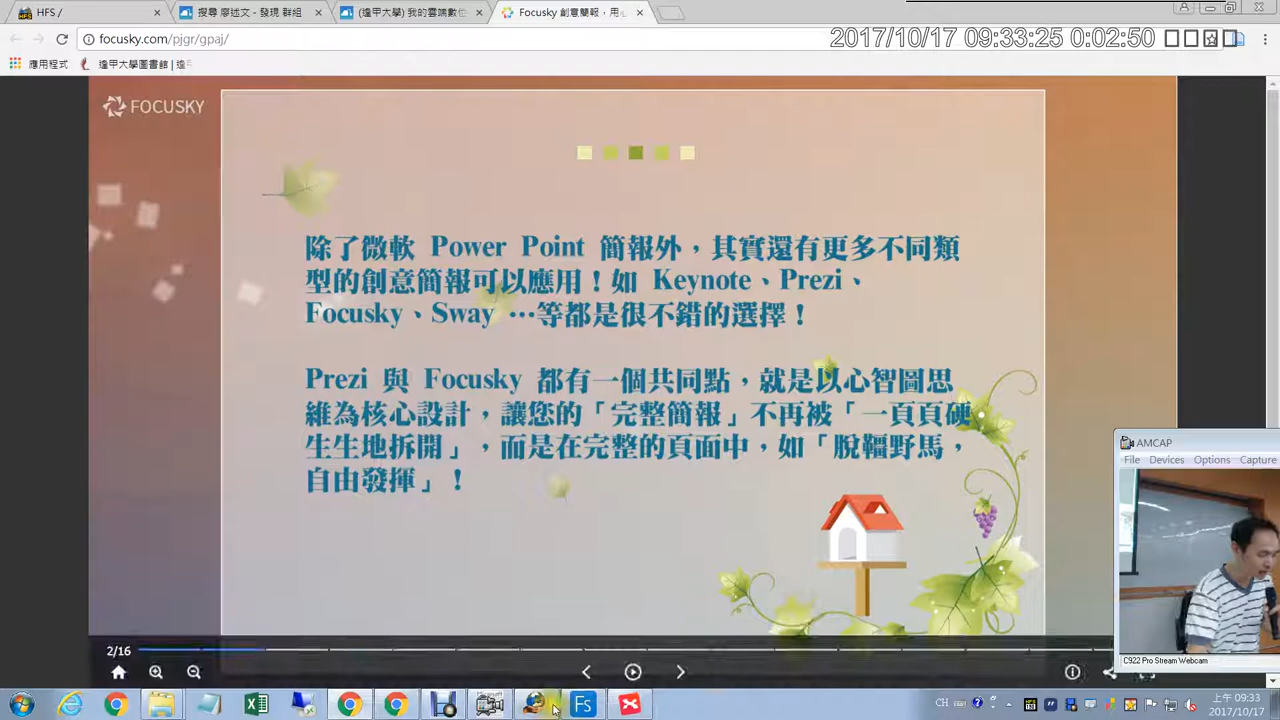 HFS /
搜尋 廖述文 - 發現 群組
(逢甲大學) 我的雲端數位
Focusky 創意簡報，用心
focusky.com/pjgr/gpaj/
2017/10/17 09:33:25 0:02:50
應用程式
逢甲大學圖書館 | 逢
FOCUSKY
除了微軟 Power Point 簡報外，其實還有更多不同類
型的創意簡報可以應用！如 Keynote、Prezi、
Focusky、Sway …等都是很不錯的選擇！
Prezi 與 Focusky 都有一個共同點，就是以心智圖思
維為核心設計，讓您的「完整簡報」不再被「一頁頁硬
生生地拆開」，而是在完整的頁面中，如「脫韁野馬，
自由發揮」！
AMCAP
File Devices Options Capture
C922 Pro Stream Webcam
2/16
Fs
CH
上午 09:33
2017/10/17